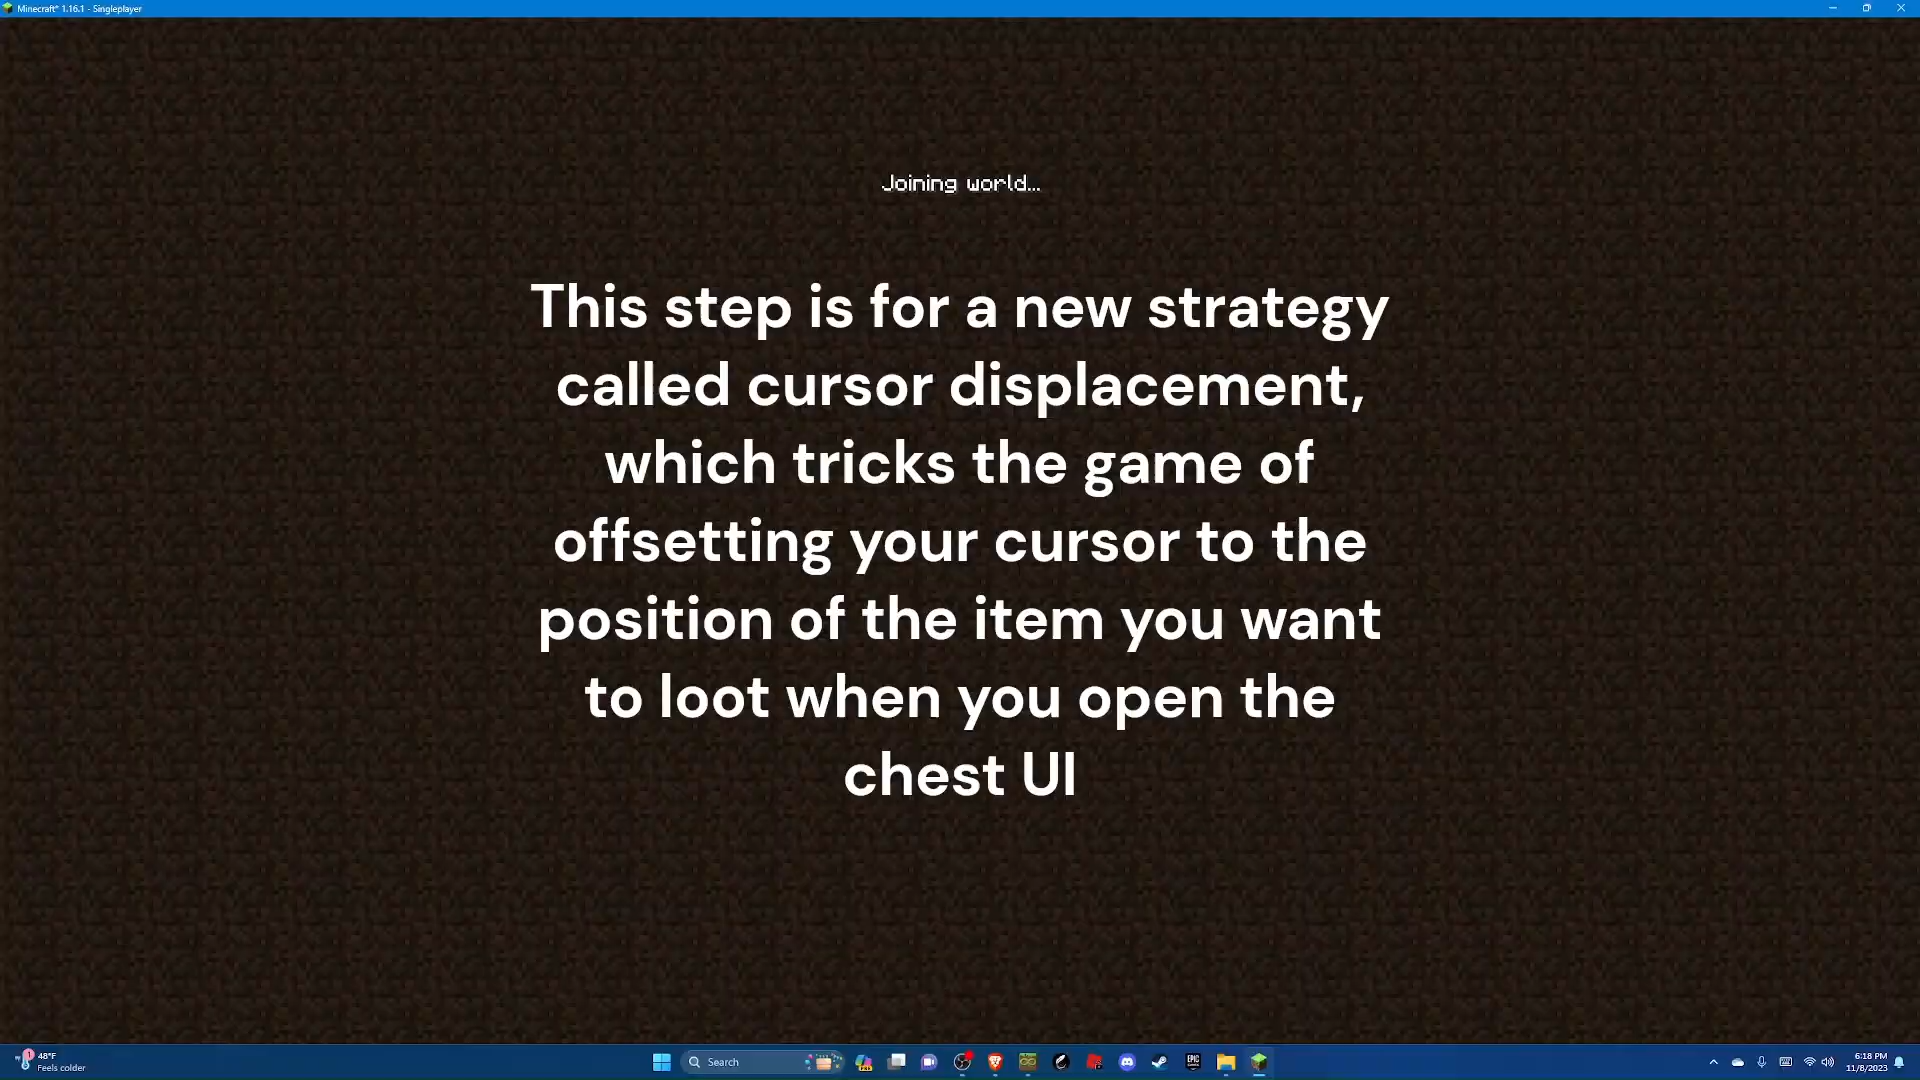 Minecraft* 1.16.1 - Singleplayer
Joining world...
This step is for a new strategy
called cursor displacement,
which tricks the game of
offsetting your cursor to the
position of the item you want
to loot when you open the
chest UI
1
48°F
Feels colder
Search
EPIC
6:18 PM
11/8/2023